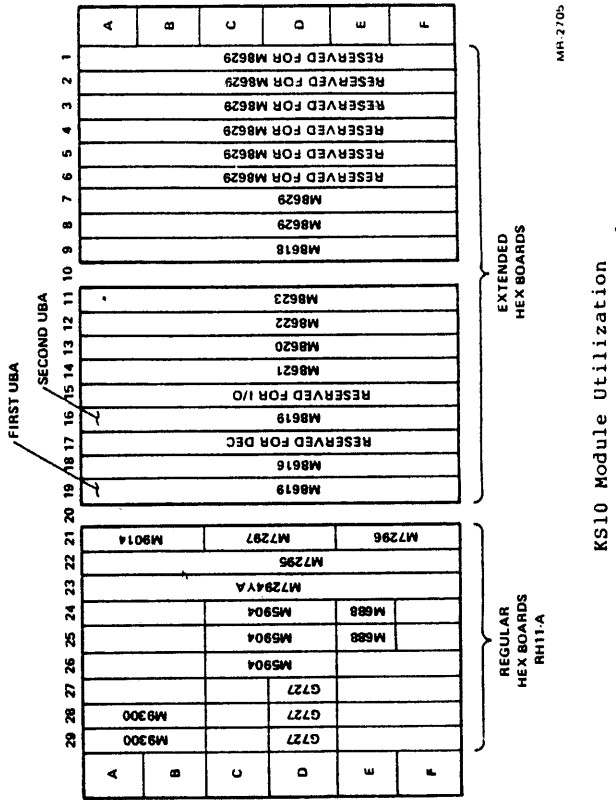 FIRST UBA
SECOND UBA
A B C D E F
1 RESERVED FOR M8629
2 RESERVED FOR M8629
3 RESERVED FOR M8629
4 RESERVED FOR M8629
5 RESERVED FOR M8629
6 RESERVED FOR M8629
7 M8629
8 M8629
9 M8618
10
11 M8623
12 M8622
13 M8620
14 M8621
15 RESERVED FOR I/O
16 M8619
17 RESERVED FOR DEC
18 M8616
19 M8619
20
21 M9014 M7297 M7296
22 M7295
23 M7294YA
24 M5904 M688
25 M5904 M688
26 M5904
27 G727
28 M9300 G727
29 M9300 G727
A B C D E F
EXTENDED
HEX BOARDS
REGULAR
HEX BOARDS
RH11-A
MR-2705
KS10 Module Utilization